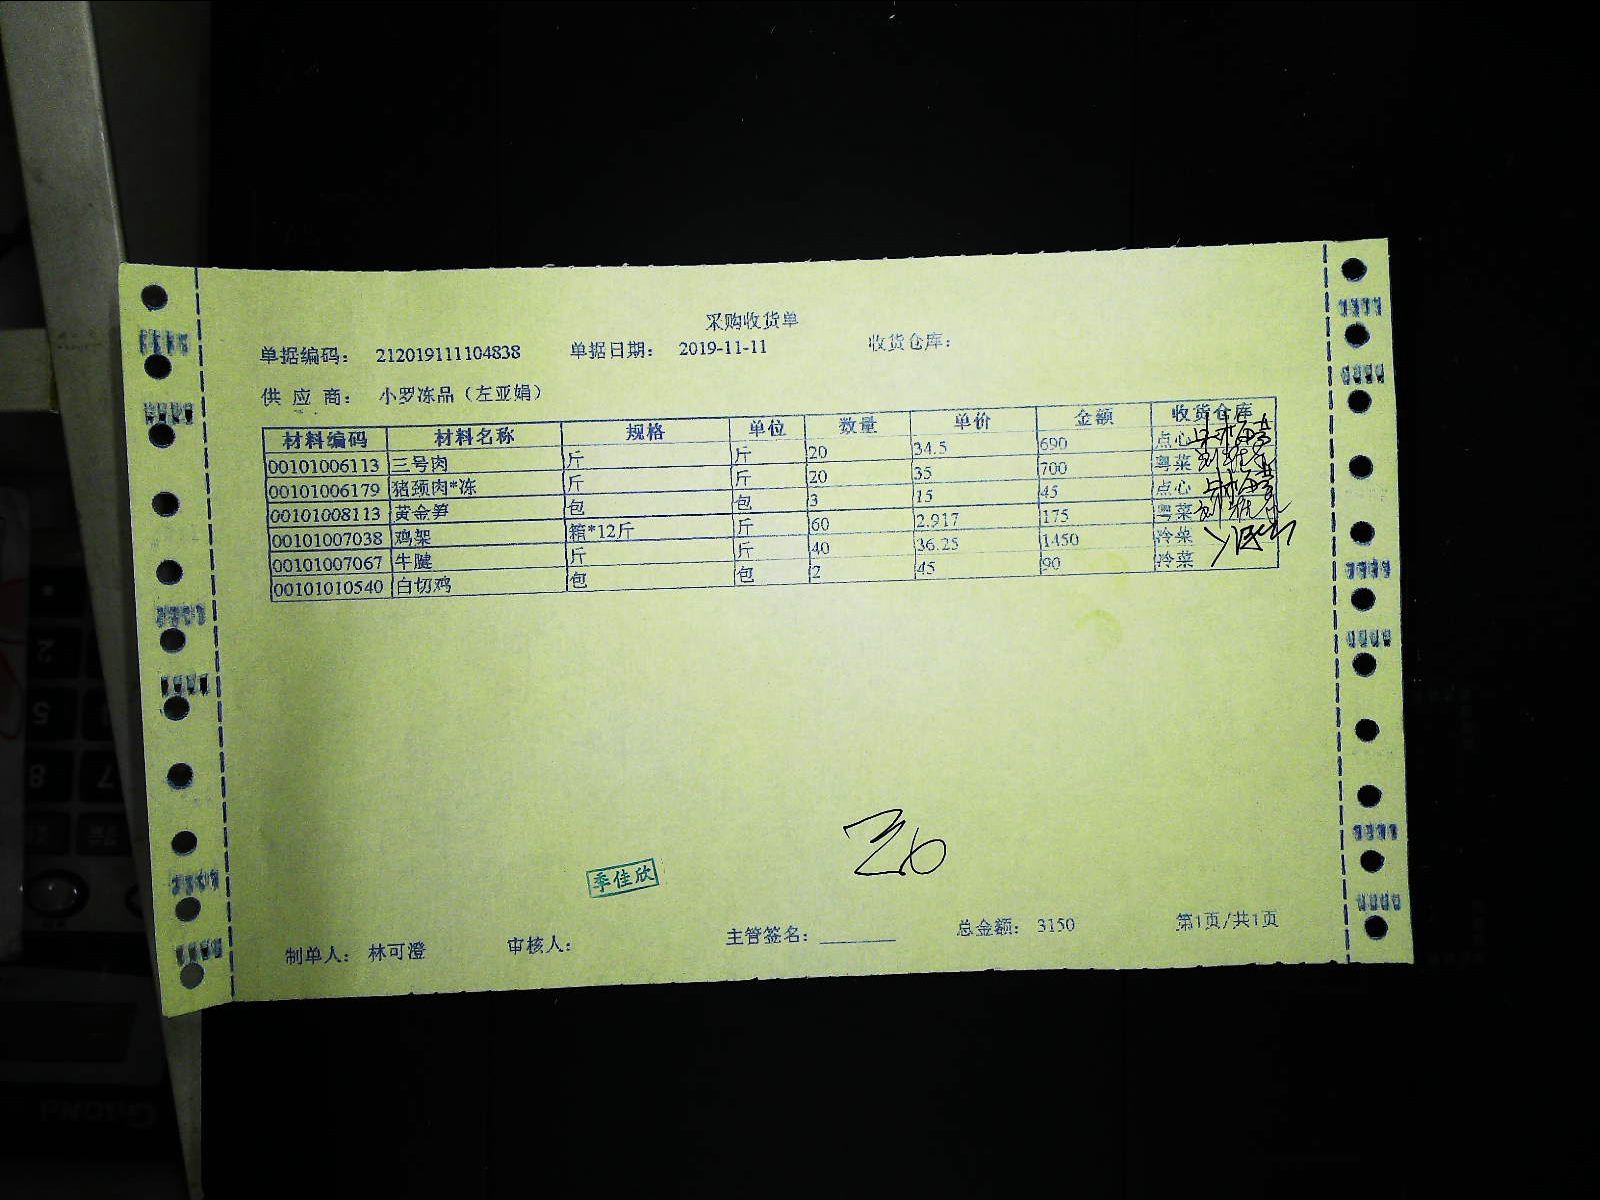 采购收货单
单据编码： 212019111104838 单据日期： 2019-11-11 收货仓库：
供 应 商： 小罗冻品（左亚娟）
材料编码 材料名称 规格 单位 数量 单价 金额 收货仓库
00101006113 三号肉 斤 斤 20 34.5 690 点心
00101006179 猪颈肉*冻 斤 斤 20 35 700 粤菜
00101008113 黄金笋 包 包 3 15 45 点心
00101007038 鸡架 箱*12斤 斤 60 2.917 175 粤菜
00101007067 牛腱 斤 斤 40 36.25 1450 冷菜
00101010540 白切鸡 包 包 2 45 90 冷菜
季佳欣
制单人： 林可澄 审核人： 主管签名： ________ 总金额： 3150 第1页/共1页